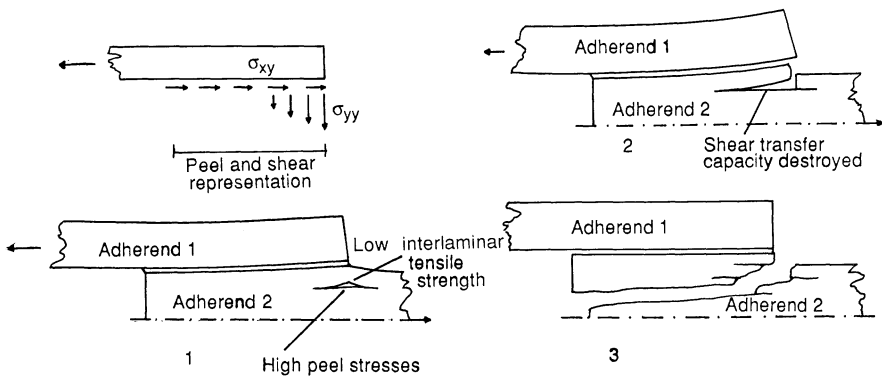 σxy
σyy
Peel and shear
representation
Adherend 1
Adherend 2
Shear transfer
capacity destroyed
2
Adherend 1
Low interlaminar
tensile
strength
Adherend 2
High peel stresses
1
Adherend 1
Adherend 2
3